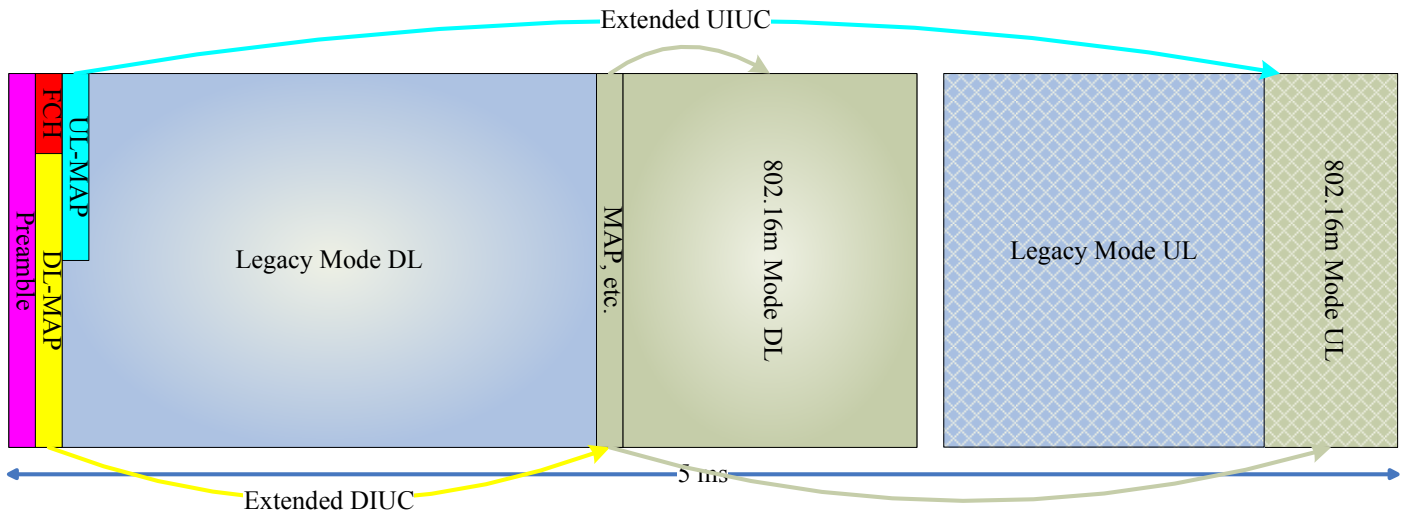 Extended UIUC
Preamble
FCH
DL-MAP
UL-MAP
Legacy Mode DL
MAP, etc.
802.16m Mode DL
Legacy Mode UL
802.16m Mode UL
5 ms
Extended DIUC